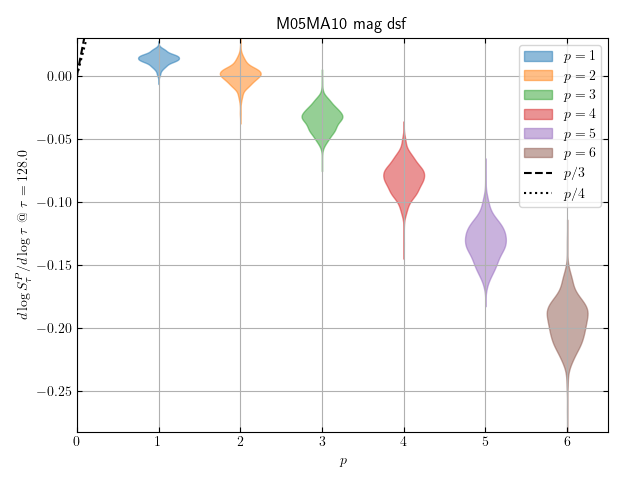 M05MA10 mag dsf
d log S_τ^P/d log τ @ τ = 128.0
0.00
−0.05
−0.10
−0.15
−0.20
−0.25
p = 1
p = 2
p = 3
p = 4
p = 5
p = 6
p/3
p/4
0 1 2 3 4 5 6
p